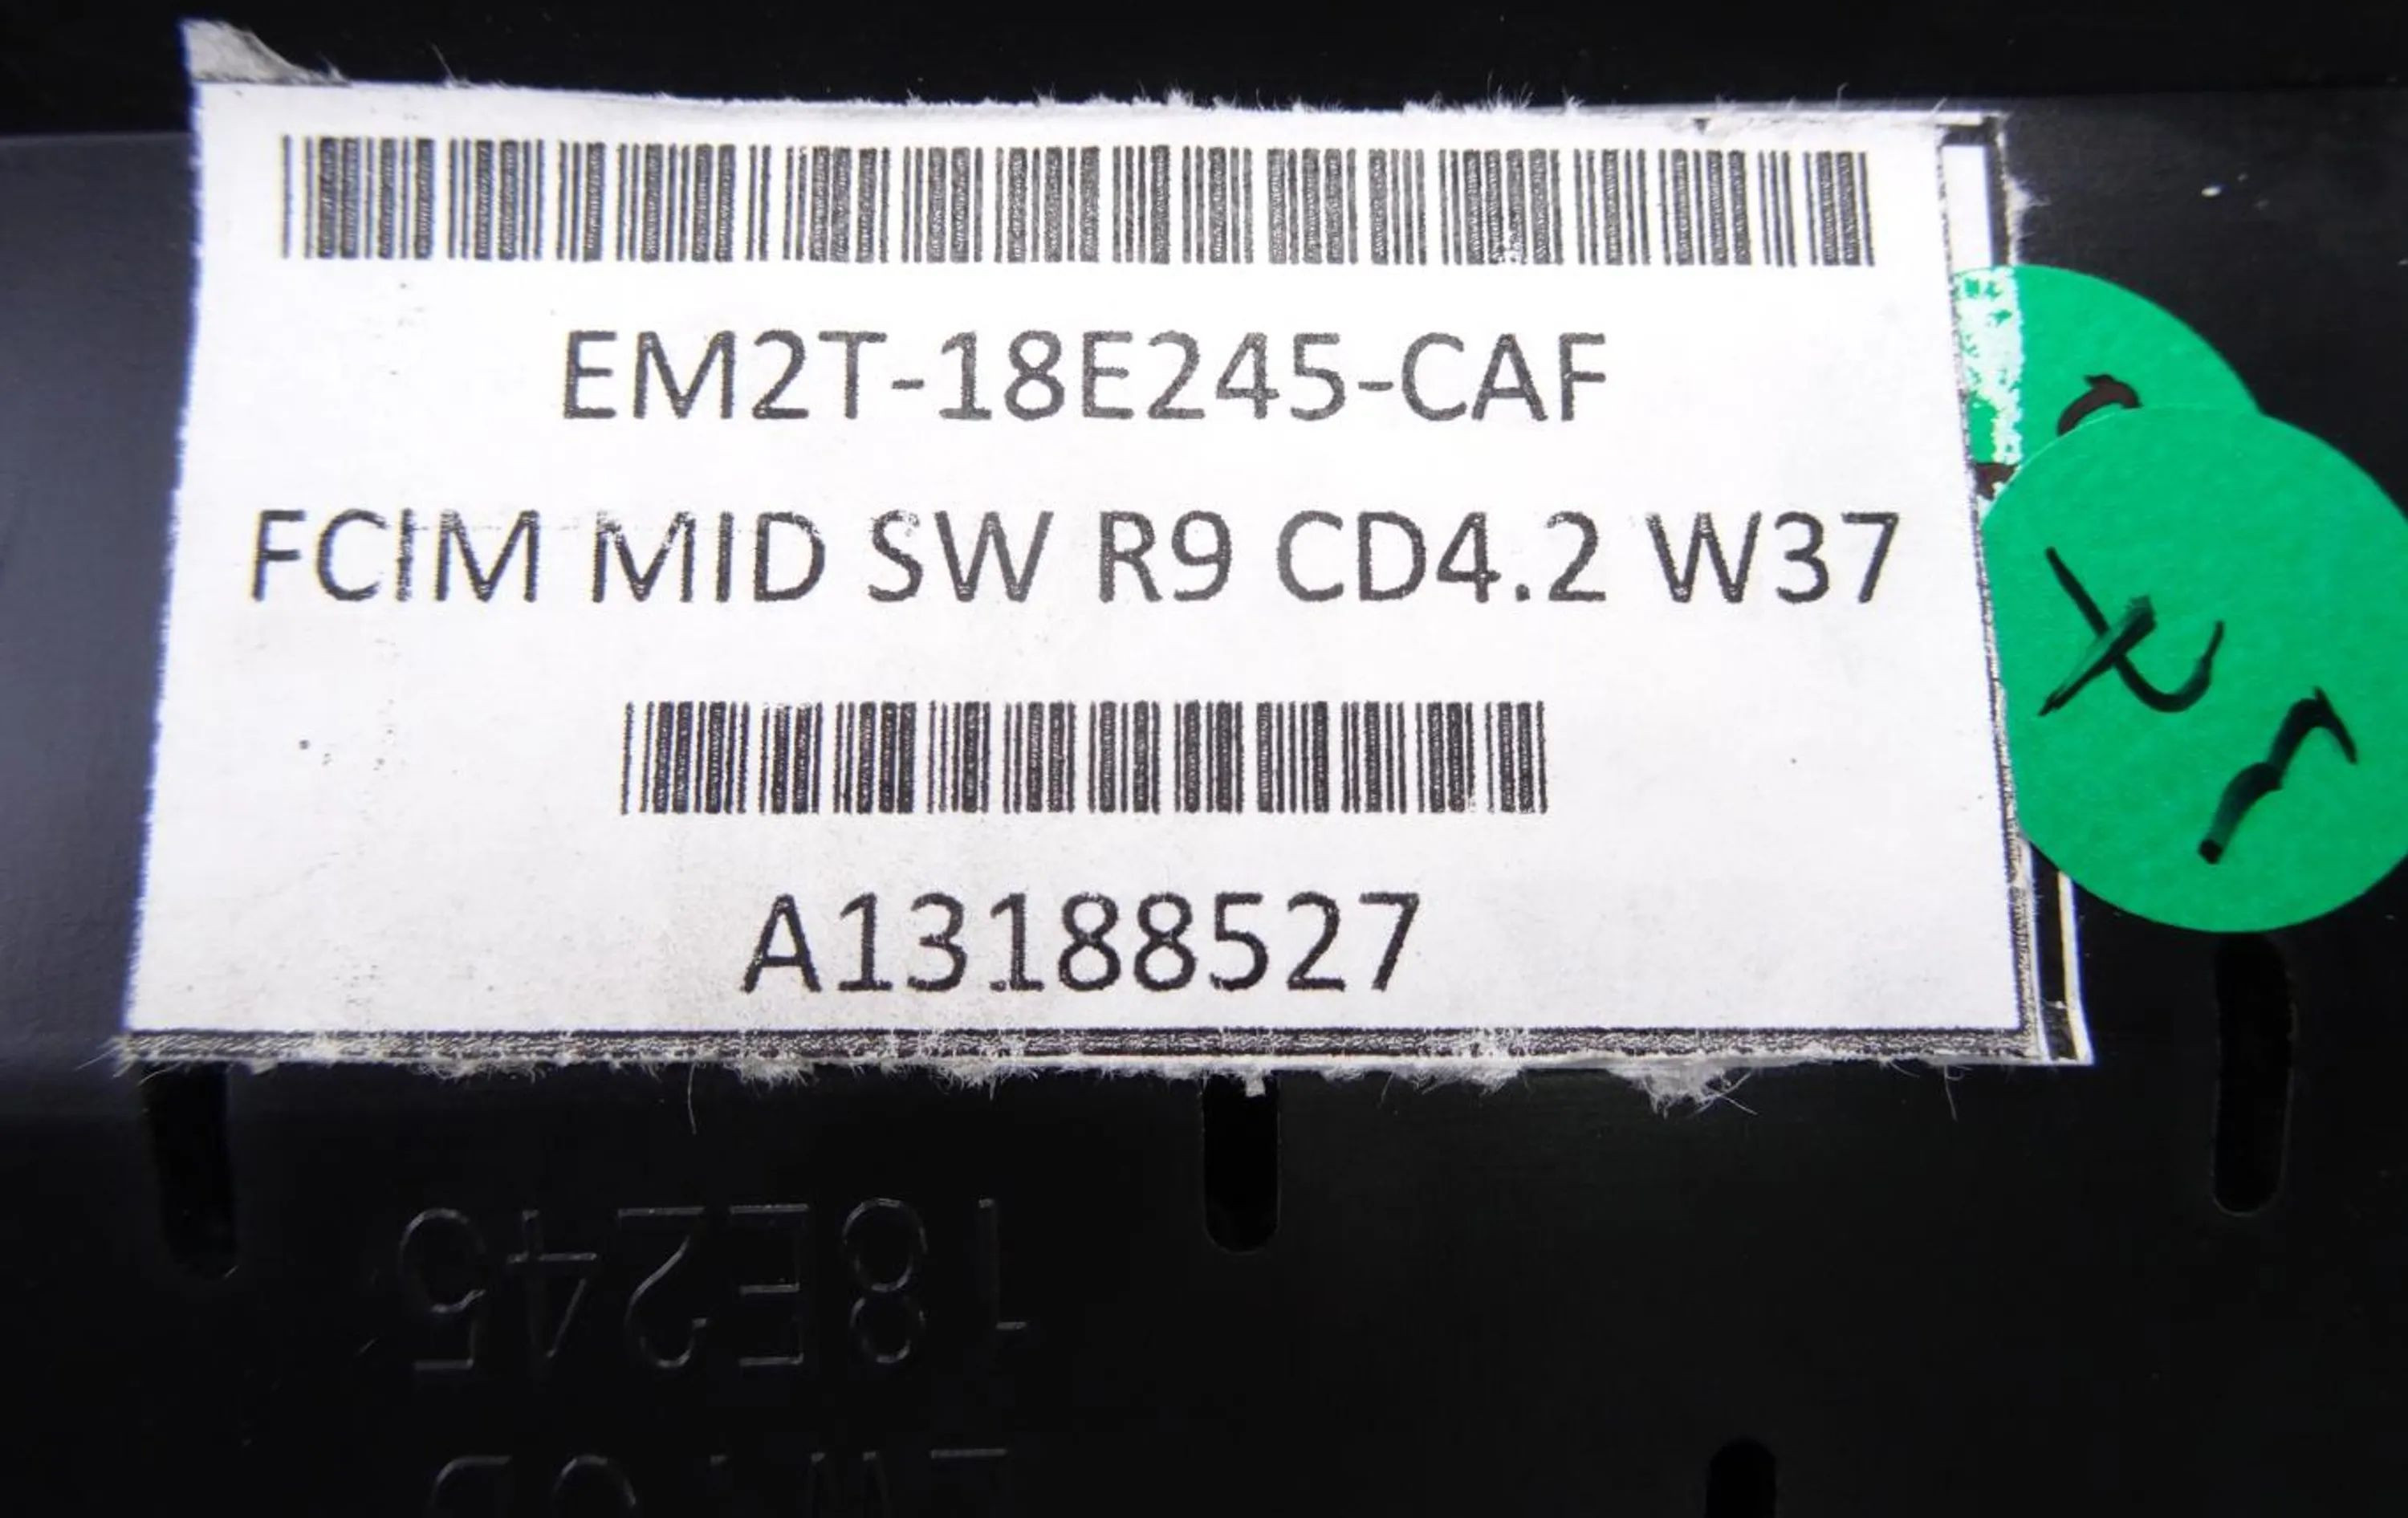 EM2T-18E245-CAF
FCIM MID SW R9 CD4.2 W37
A13188527
18E245